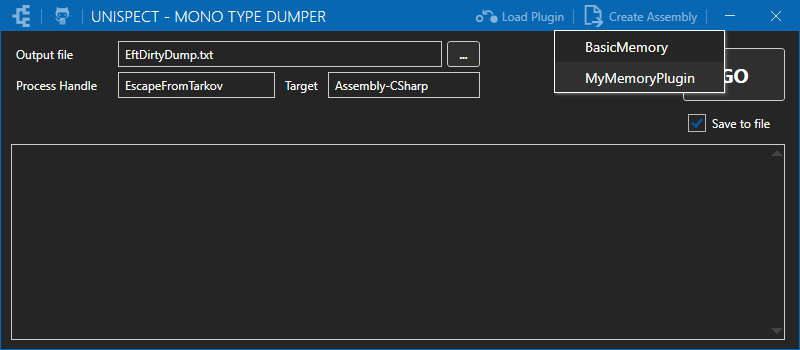 UNISPECT - MONO TYPE DUMPER
Load Plugin
Create Assembly
BasicMemory
MyMemoryPlugin
Output file
EftDirtyDump.txt
...
Process Handle
EscapeFromTarkov
Target
Assembly-CSharp
GO
Save to file